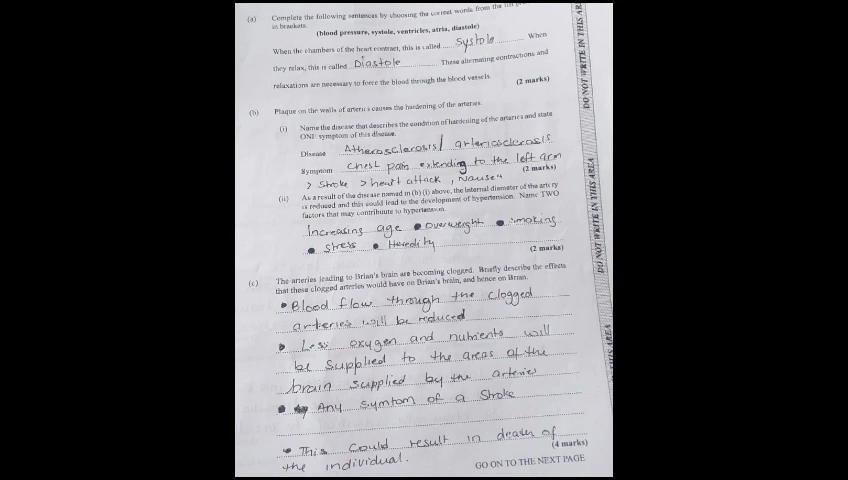 (a) Complete the following sentences by choosing the correct words from the list
in brackets.
(blood pressure, systole, ventricles, atria, diastole)
When the chambers of the heart contract, this is called Systole. When
they relax, this is called Diastole. These alternating contractions and
relaxations are necessary to force the blood through the blood vessels.
(2 marks)
(b) Plaque on the walls of arteries causes the hardening of the arteries.
(i) Name the disease that describes the condition of hardening of the arteries and state
ONE symptom of this disease.
Disease Atherosclerosis/ arteriosclerosis
Symptom Chest pain extending to the left arm
(2 marks)
> Stroke > heart attack, Nausea
(ii) As a result of the disease named in (b) (i) above, the internal diameter of the artery
is reduced and this could lead to the development of hypertension. Name TWO
factors that may contribute to hypertension.
Increasing age • overweight • smoking
• stress • Heredity
(2 marks)
(c) The arteries leading to Brian's brain are becoming clogged. Briefly describe the effects
that these clogged arteries would have on Brian's brain, and hence on Brian.
• Blood flow through the clogged
arteries will be reduced
• Less oxygen and nutrients will
be supplied to the areas of the
brain supplied by the arteries
• Any symtom of a Stroke
• This could result in death of
(4 marks)
the individual.
GO ON TO THE NEXT PAGE
DO NOT WRITE IN THIS AR
DO NOT WRITE IN THIS AREA
THIS AREA